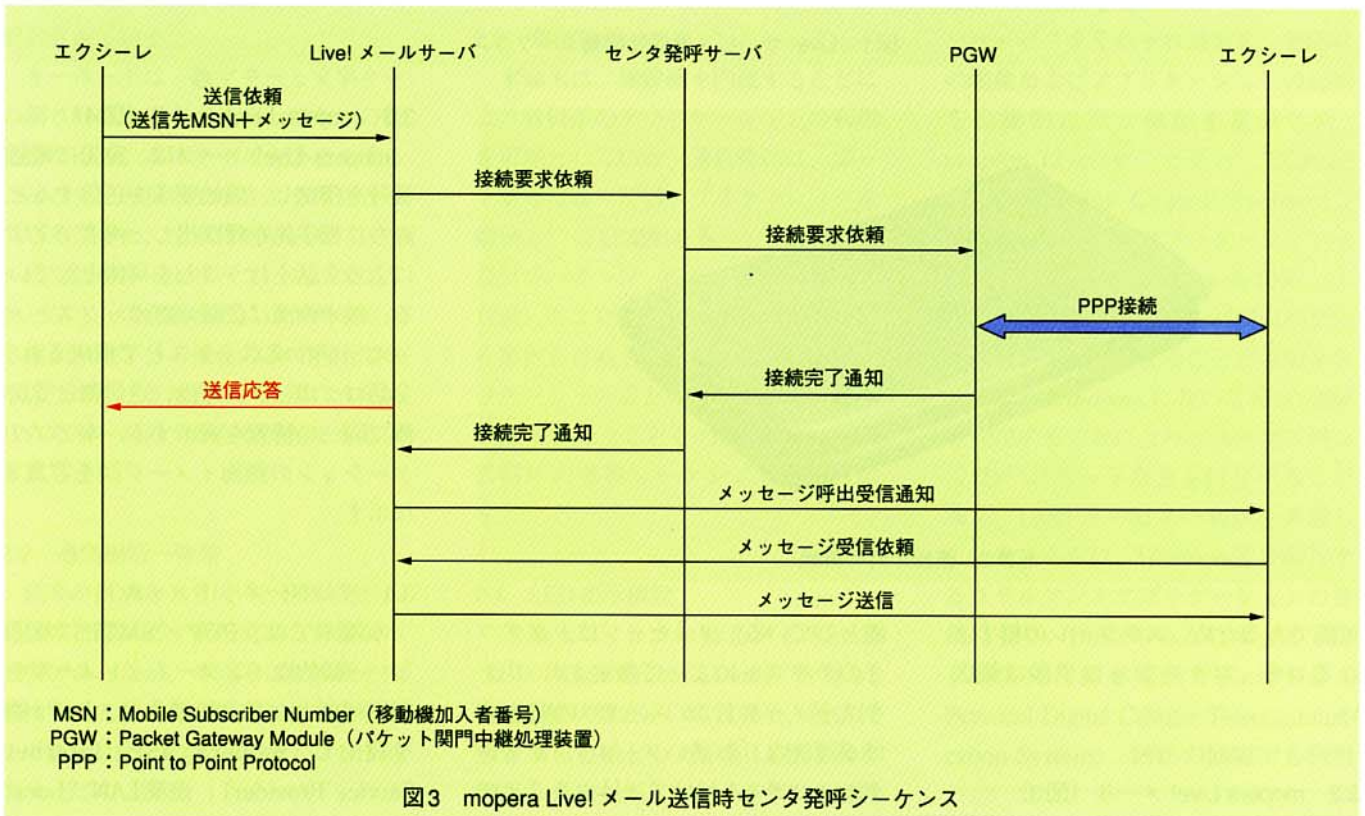 エクシーレ
Live! メールサーバ
センタ発呼サーバ
PGW
エクシーレ
送信依頼
（送信先MSN＋メッセージ）
接続要求依頼
接続要求依頼
PPP接続
接続完了通知
送信応答
接続完了通知
メッセージ呼出受信通知
メッセージ受信依頼
メッセージ送信
MSN：Mobile Subscriber Number（移動機加入者番号）
PGW：Packet Gateway Module（パケット関門中継処理装置）
PPP：Point to Point Protocol
図3 mopera Live! メール送信時センタ発呼シーケンス